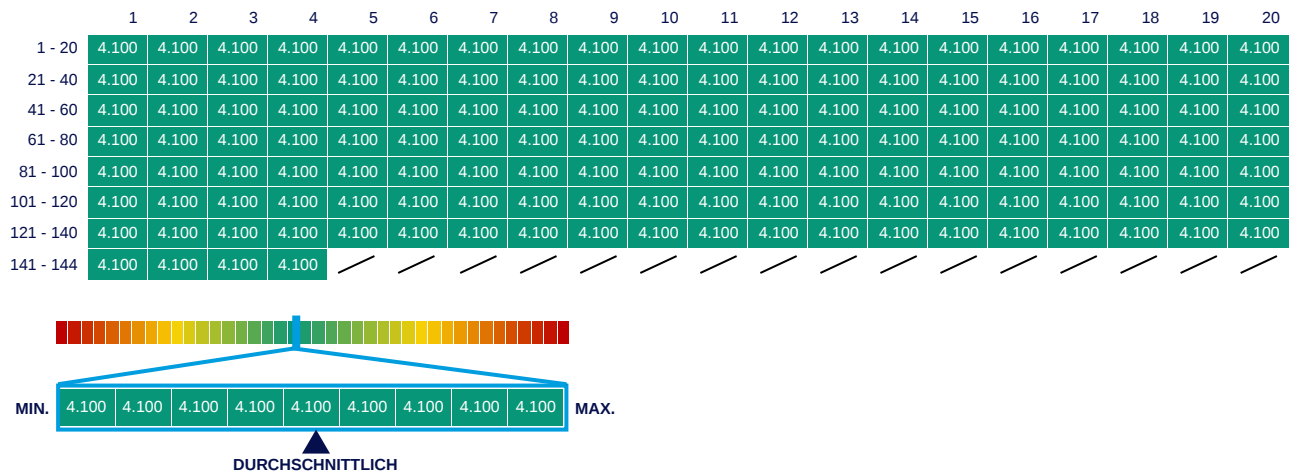 1 2 3 4 5 6 7 8 9 10 11 12 13 14 15 16 17 18 19 20
1 - 20 4.100 4.100 4.100 4.100 4.100 4.100 4.100 4.100 4.100 4.100 4.100 4.100 4.100 4.100 4.100 4.100 4.100 4.100 4.100 4.100
21 - 40 4.100 4.100 4.100 4.100 4.100 4.100 4.100 4.100 4.100 4.100 4.100 4.100 4.100 4.100 4.100 4.100 4.100 4.100 4.100 4.100
41 - 60 4.100 4.100 4.100 4.100 4.100 4.100 4.100 4.100 4.100 4.100 4.100 4.100 4.100 4.100 4.100 4.100 4.100 4.100 4.100 4.100
61 - 80 4.100 4.100 4.100 4.100 4.100 4.100 4.100 4.100 4.100 4.100 4.100 4.100 4.100 4.100 4.100 4.100 4.100 4.100 4.100 4.100
81 - 100 4.100 4.100 4.100 4.100 4.100 4.100 4.100 4.100 4.100 4.100 4.100 4.100 4.100 4.100 4.100 4.100 4.100 4.100 4.100 4.100
101 - 120 4.100 4.100 4.100 4.100 4.100 4.100 4.100 4.100 4.100 4.100 4.100 4.100 4.100 4.100 4.100 4.100 4.100 4.100 4.100 4.100
121 - 140 4.100 4.100 4.100 4.100 4.100 4.100 4.100 4.100 4.100 4.100 4.100 4.100 4.100 4.100 4.100 4.100 4.100 4.100 4.100 4.100
141 - 144 4.100 4.100 4.100 4.100
MIN. 4.100 4.100 4.100 4.100 4.100 4.100 4.100 4.100 4.100 MAX.
DURCHSCHNITTLICH